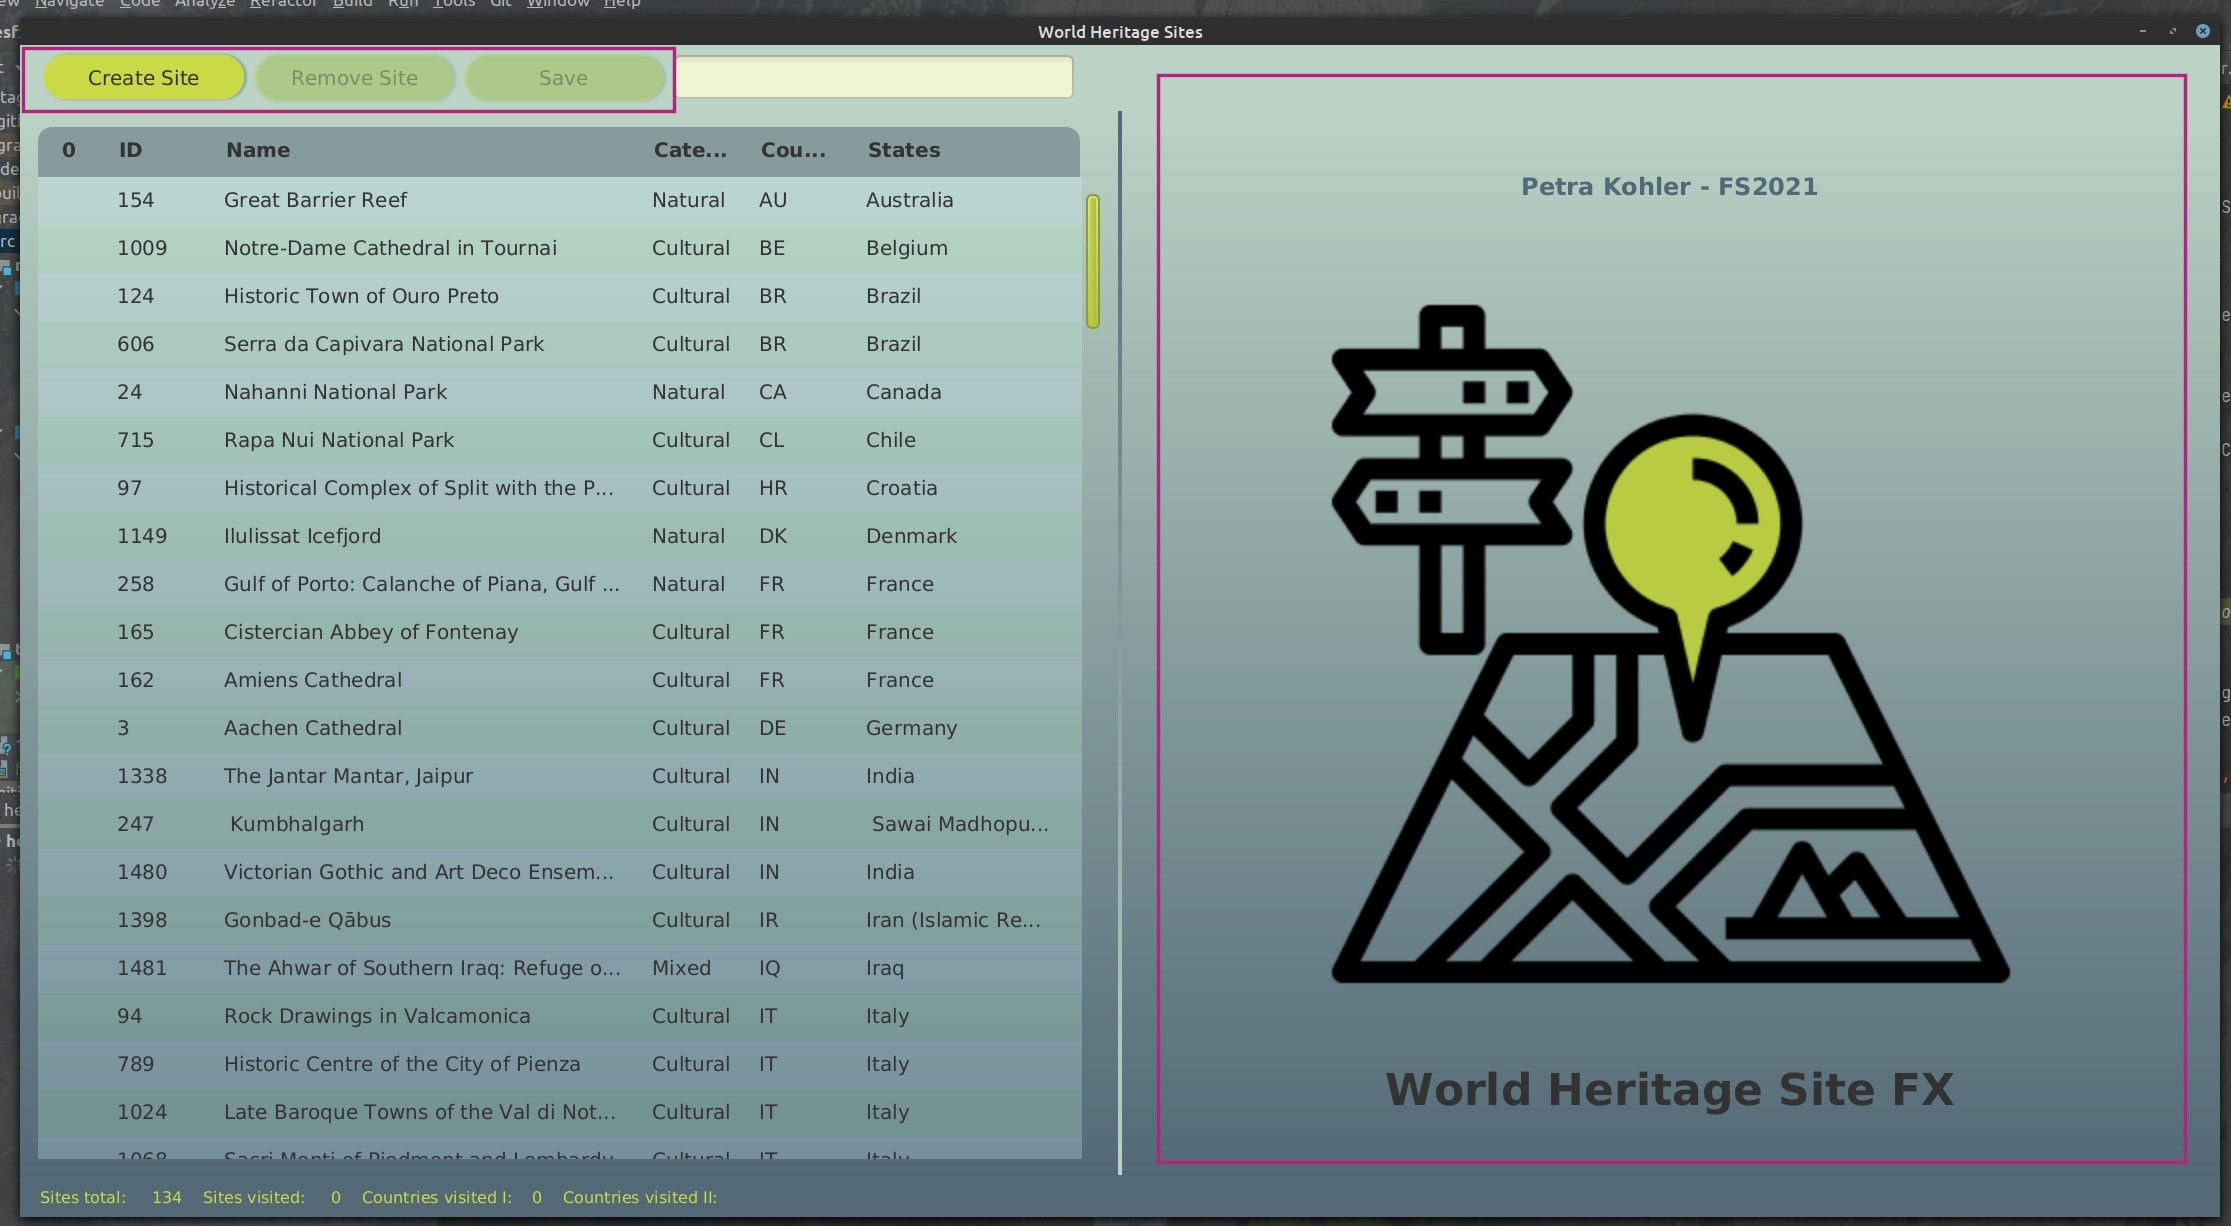 Navigate Code Analyze Refactor Build Run Tools Git Window Help
World Heritage Sites
Create Site Remove Site Save
0 ID Name Cate... Cou... States
154 Great Barrier Reef Natural AU Australia
1009 Notre-Dame Cathedral in Tournai Cultural BE Belgium
124 Historic Town of Ouro Preto Cultural BR Brazil
606 Serra da Capivara National Park Cultural BR Brazil
24 Nahanni National Park Natural CA Canada
715 Rapa Nui National Park Cultural CL Chile
97 Historical Complex of Split with the P... Cultural HR Croatia
1149 Ilulissat Icefjord Natural DK Denmark
258 Gulf of Porto: Calanche of Piana, Gulf ... Natural FR France
165 Cistercian Abbey of Fontenay Cultural FR France
162 Amiens Cathedral Cultural FR France
3 Aachen Cathedral Cultural DE Germany
1338 The Jantar Mantar, Jaipur Cultural IN India
247 Kumbhalgarh Cultural IN Sawai Madhopu...
1480 Victorian Gothic and Art Deco Ensem... Cultural IN India
1398 Gonbad-e Qābus Cultural IR Iran (Islamic Re...
1481 The Ahwar of Southern Iraq: Refuge o... Mixed IQ Iraq
94 Rock Drawings in Valcamonica Cultural IT Italy
789 Historic Centre of the City of Pienza Cultural IT Italy
1024 Late Baroque Towns of the Val di Not... Cultural IT Italy
1068 Sacri Monti of Piedmont and Lombardy Cultural IT Italy
Sites total: 134 Sites visited: 0 Countries visited I: 0 Countries visited II:
Petra Kohler - FS2021
World Heritage Site FX